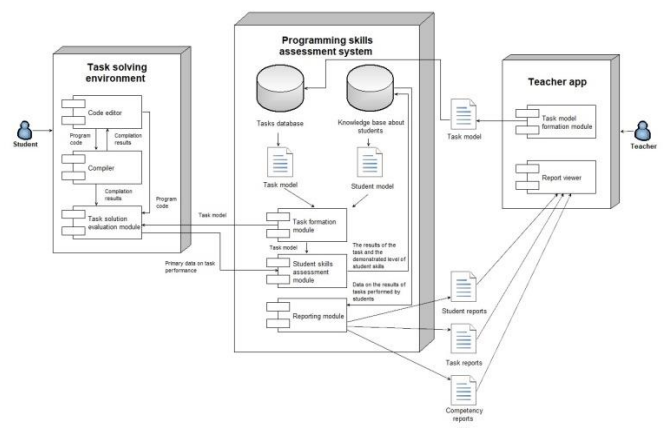 Programming skills
assessment system
Task solving
environment
Teacher app
Code editor
Program
code
Compilation
results
Compiler
Compilation
results
Program
code
Task solution
evaluation module
Student
Tasks database
Knowledge base about
students
Task model
Student model
Task model
Task formation
module
Task model
Task model
formation module
Teacher
Report viewer
Task model
The results of the
task and the
demonstrated level of
student skills
Primary data on task
performance
Student skills
assessment
module
Data on the results of
tasks performed by
students
Reporting module
Student reports
Task reports
Competency
reports